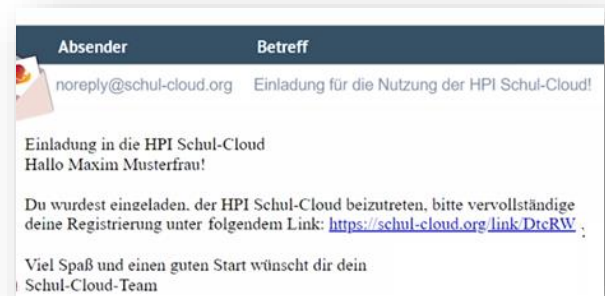 Absender Betreff
noreply@schul-cloud.org Einladung für die Nutzung der HPI Schul-Cloud!
Einladung in die HPI Schul-Cloud
Hallo Maxim Musterfrau!
Du wurdest eingeladen, der HPI Schul-Cloud beizutreten, bitte vervollständige
deine Registrierung unter folgendem Link: https://schul-cloud.org/link/DtcRW .
Viel Spaß und einen guten Start wünscht dir dein
Schul-Cloud-Team